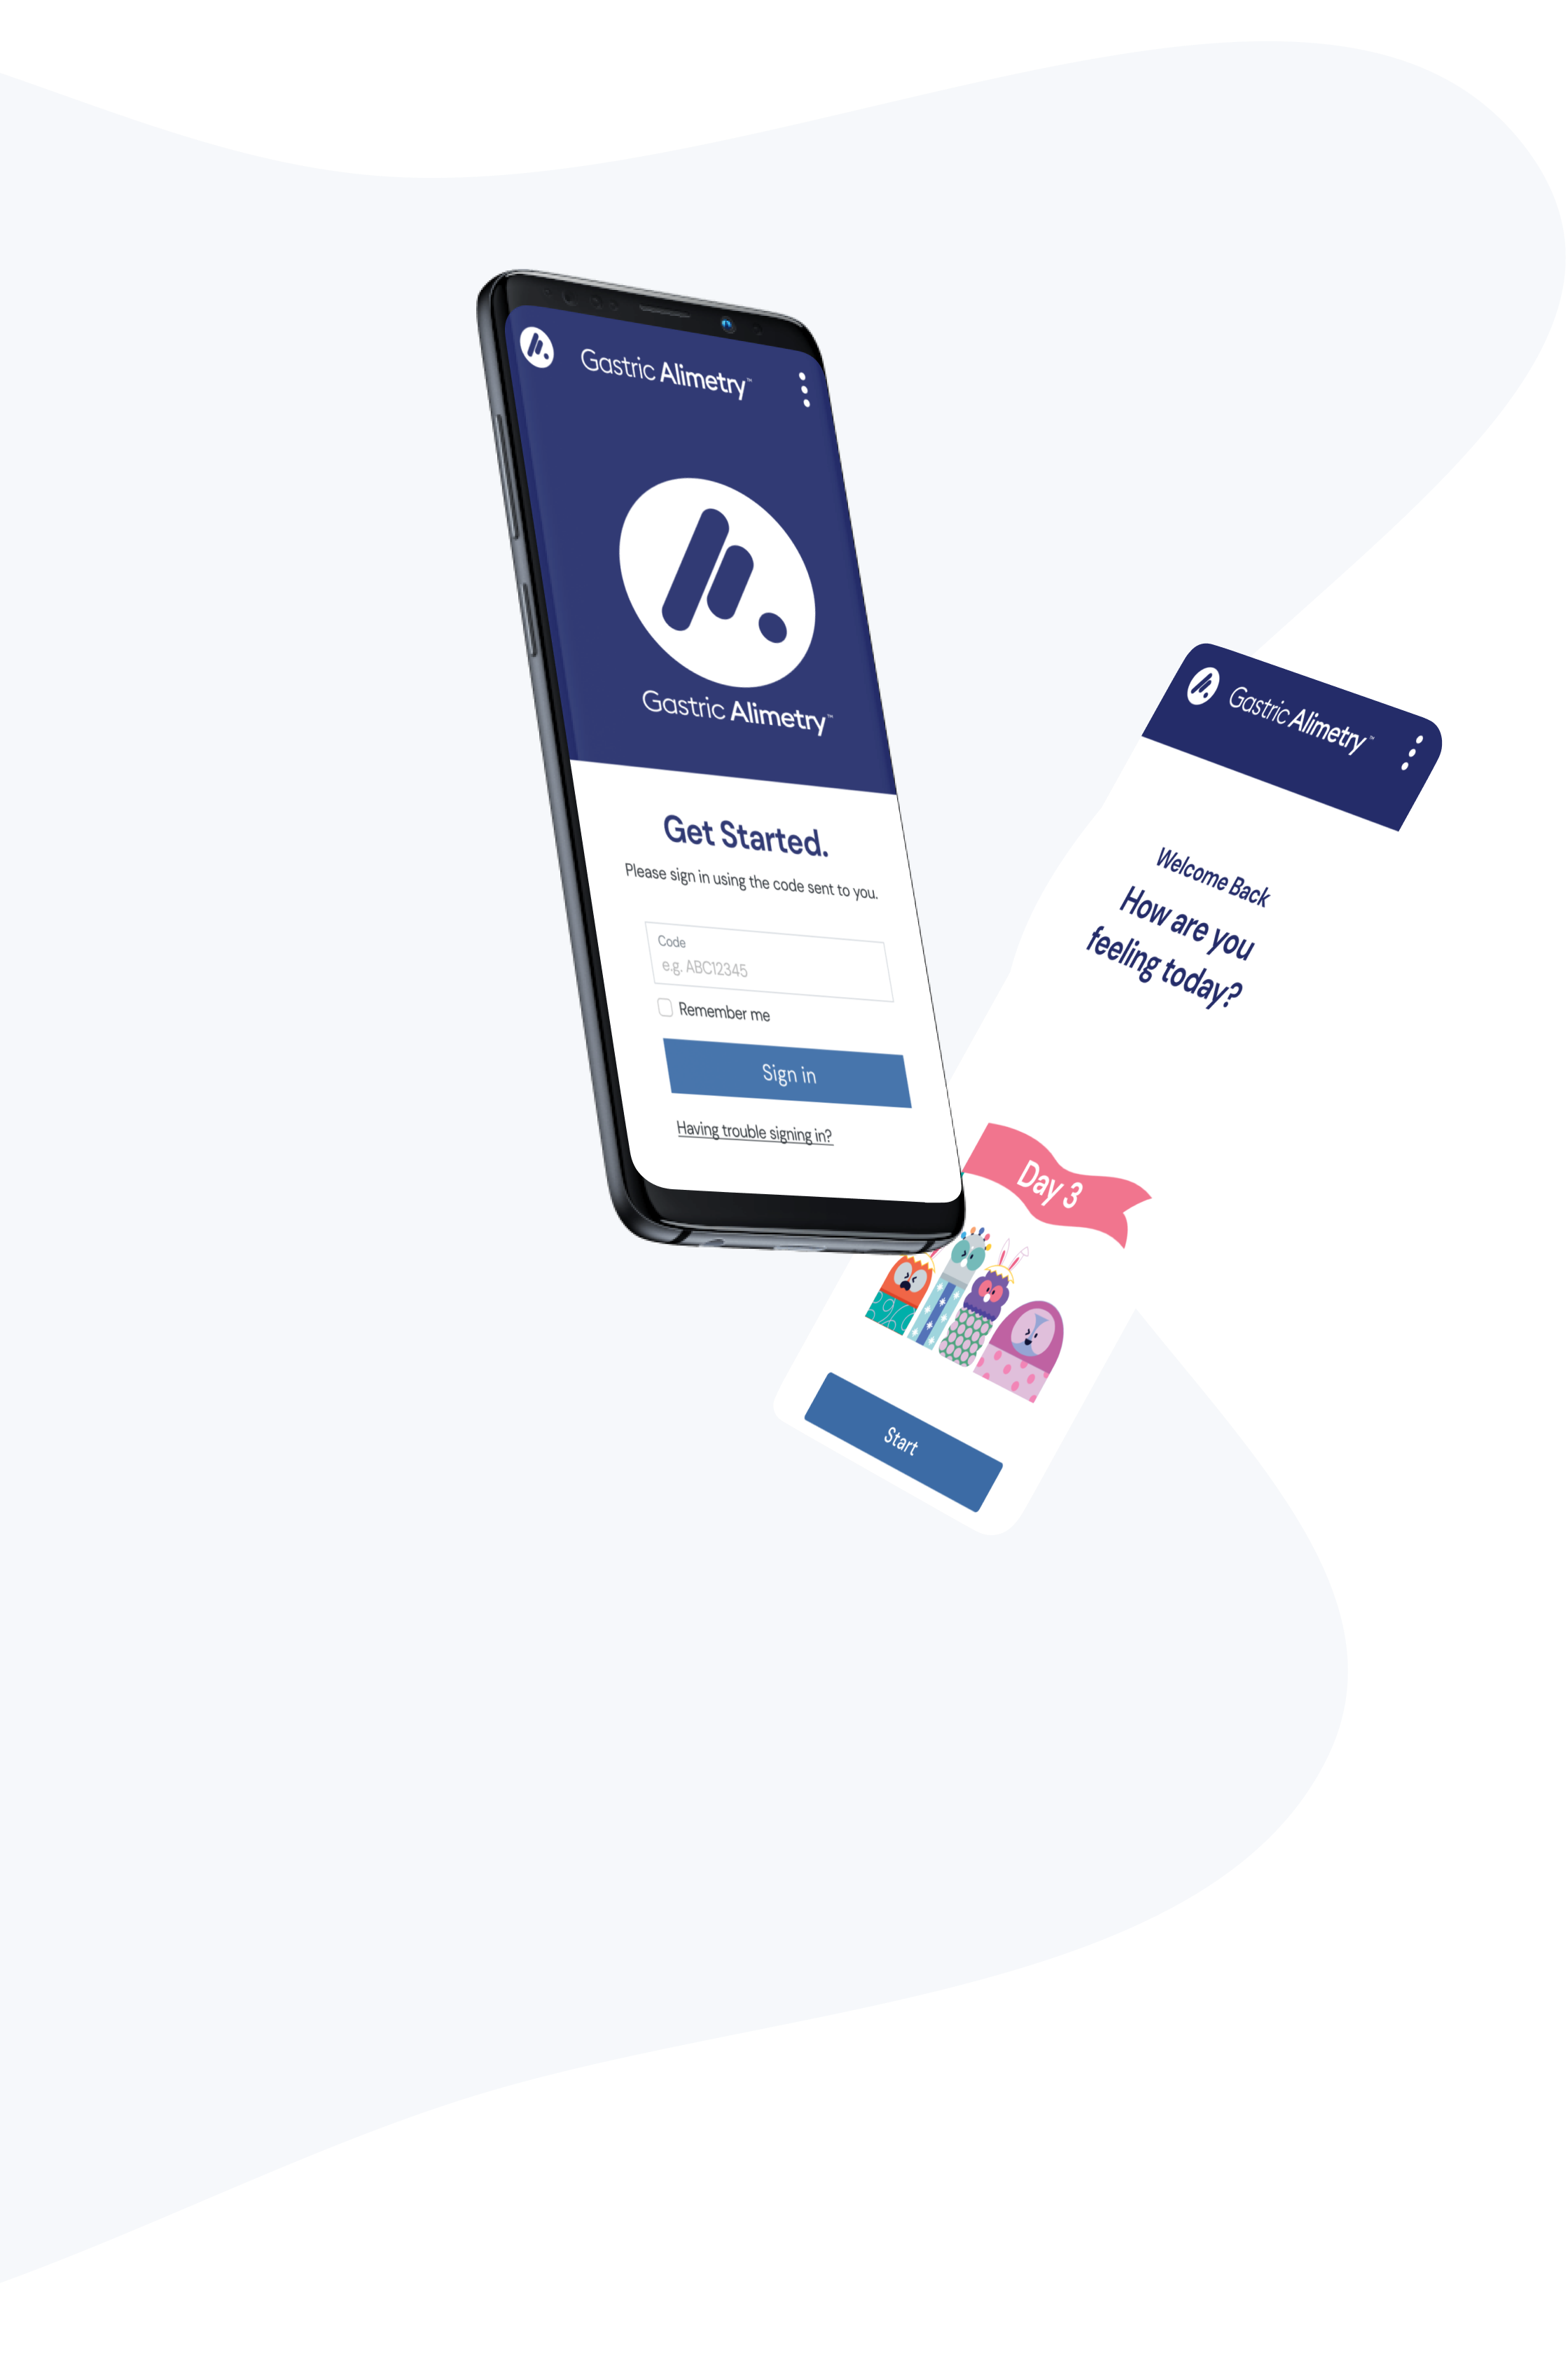 Gastric Alimetry™
Gastric Alimetry™
Get Started.
Please sign in using the code sent to you.
Code
e.g. ABC12345
Remember me
Sign in
Having trouble signing in?
Gastric Alimetry™
Welcome Back
How are you
feeling today?
Day 3
Start